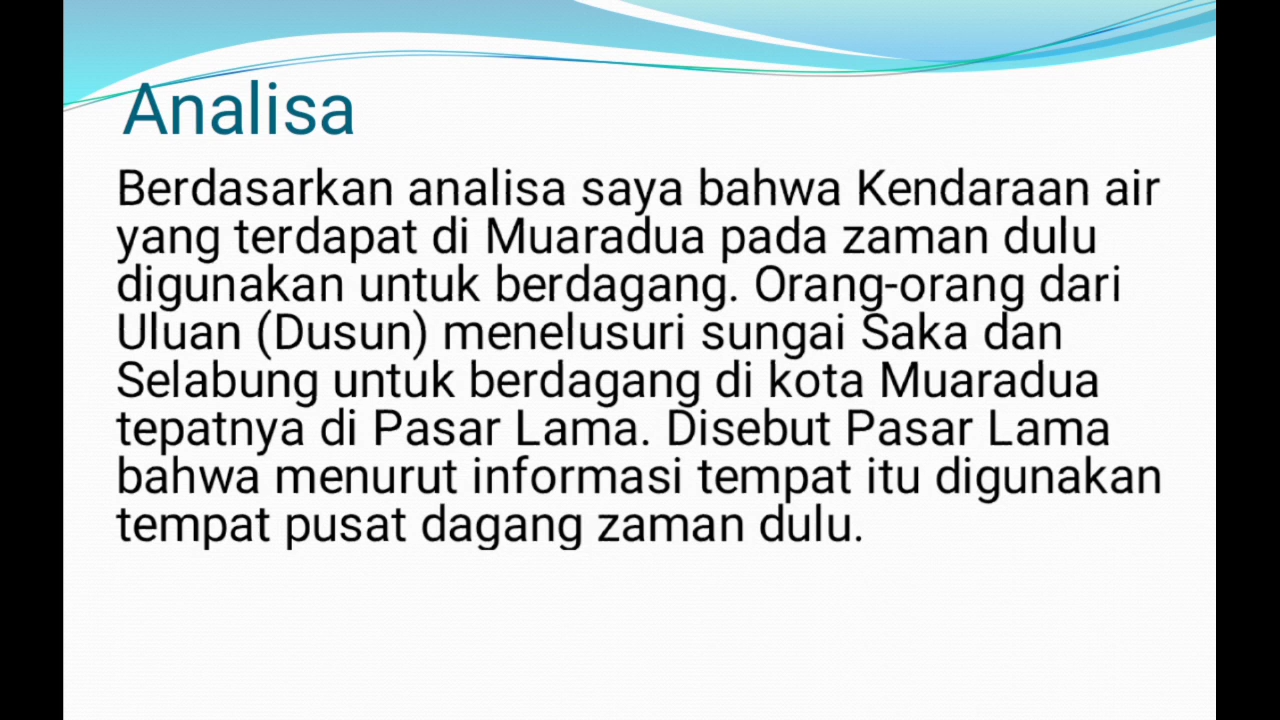 Analisa
Berdasarkan analisa saya bahwa Kendaraan air
yang terdapat di Muaradua pada zaman dulu
digunakan untuk berdagang. Orang-orang dari
Uluan (Dusun) menelusuri sungai Saka dan
Selabung untuk berdagang di kota Muaradua
tepatnya di Pasar Lama. Disebut Pasar Lama
bahwa menurut informasi tempat itu digunakan
tempat pusat dagang zaman dulu.